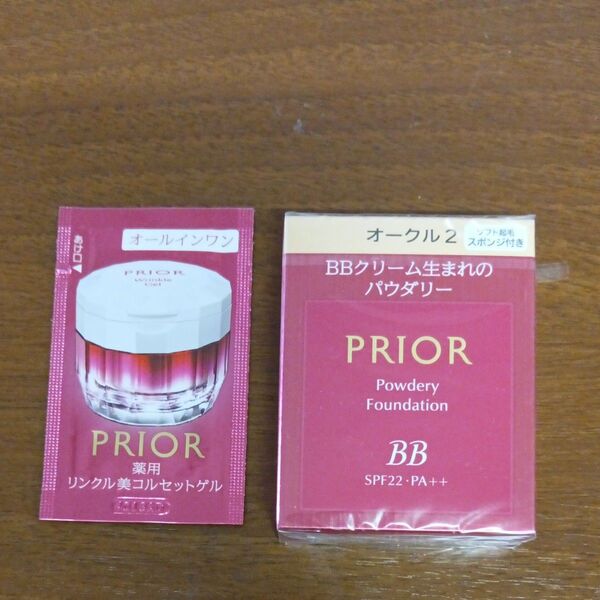 あけ口
オールインワン
PRIOR
Wrinkle
Gel
PRIOR
薬用
リンクル美コルセットゲル
オークル2
ソフト起毛
スポンジ付き
BBクリーム生まれの
パウダリー
PRIOR
Powdery
Foundation
BB
SPF22・PA++